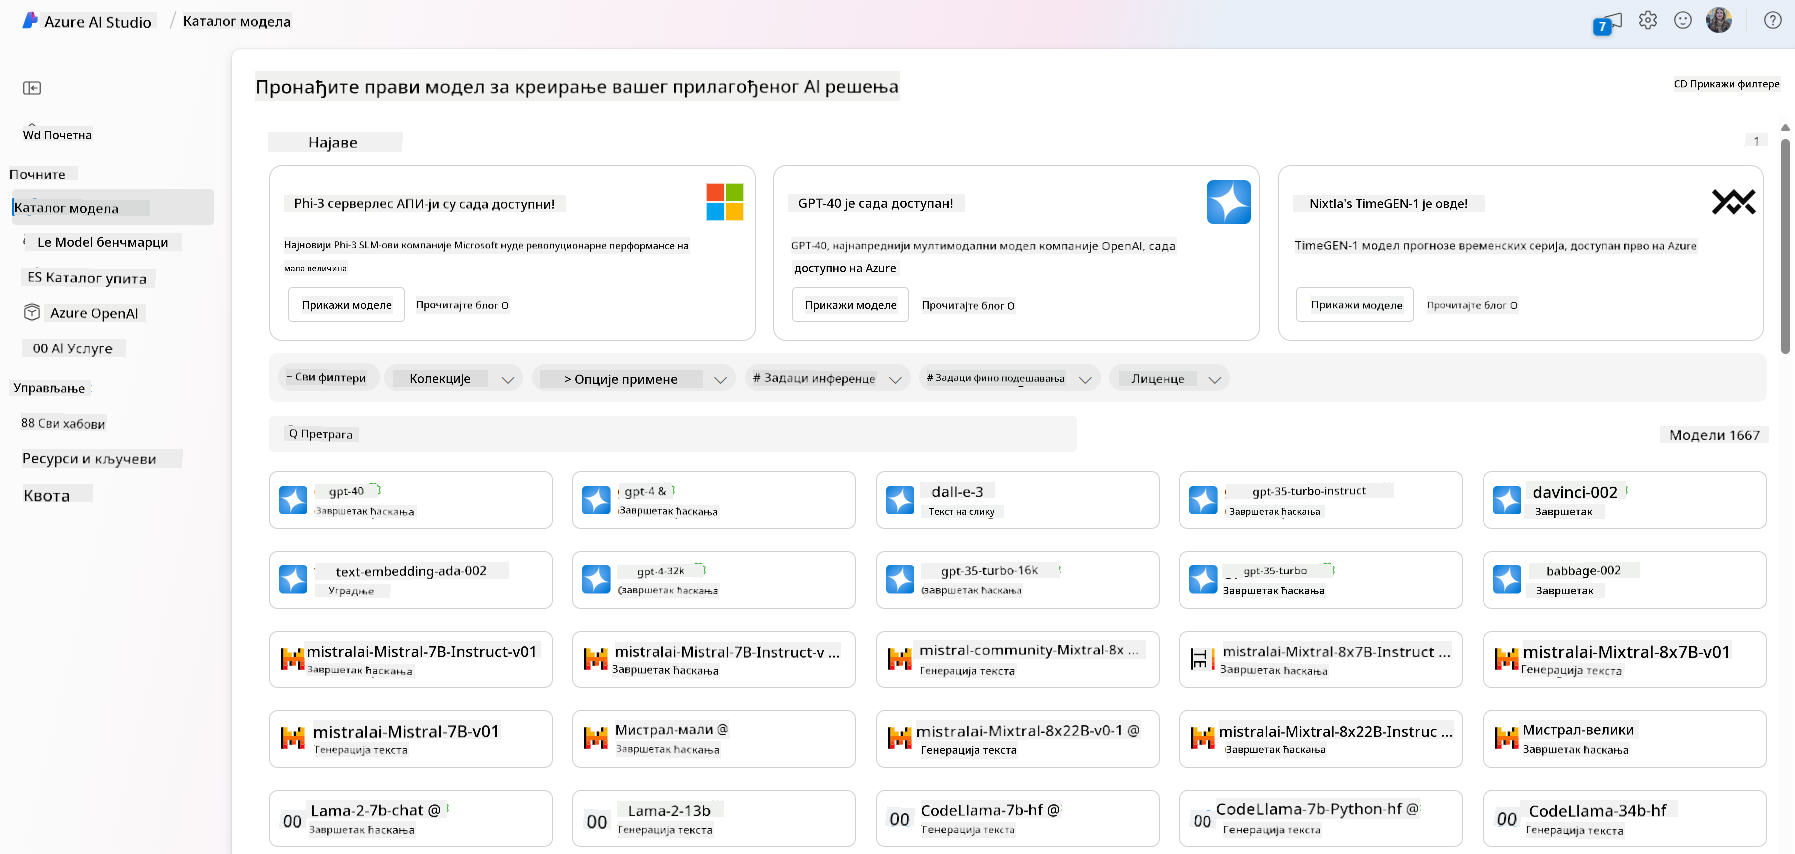 Azure AI Studio / Каталог модела
7
Пронађите прави модел за креирање вашег прилагођеног AI решења
CD Прикажи филтере
Wd Почетна
Почните
Каталог модела
Le Model бенчмарци
ES Каталог упита
Azure OpenAI
00 AI Услуге
Управљање
88 Сви хабови
Ресурси и кључеви
Квота
Најаве
1
Phi-3 серверлес АПИ-ји су сада доступни!
Најновији Phi-3 SLM-ови компаније Microsoft нуде револуционарне перформансе на
мала величина
Прикажи моделе
Прочитајте блог O
GPT-40 је сада доступан!
GPT-40, најнапреднији мултимодални модел компаније OpenAI, сада
доступно на Azure
Прикажи моделе
Прочитајте блог O
Nixtla's TimeGEN-1 је овде!
TimeGEN-1 модел прогнозе временских серија, доступан прво на Azure
Прикажи моделе
Прочитајте блог O
~ Сви филтери
Колекције
> Опције примене
# Задаци инференце
# Задаци фино подешавања
Лиценце
Q Претрага
Модели 1667
gpt-40
Завршетак ћаскања
gpt-4 &
Завршетак ћаскања
dall-e-3
Текст на слику
gpt-35-turbo-instruct
Завршетак ћаскања
davinci-002
Завршетак
text-embedding-ada-002
Уградње
gpt-4-32k
(завршетак ћаскања
gpt-35-turbo-16k
(завршетак ћаскања
gpt-35-turbo
Завршетак ћаскања
babbage-002
Завршетак
mistralai-Mistral-7B-Instruct-v01
Завршетак ћаскања
mistralai-Mistral-7B-Instruct-v ...
Завршетак ћаскања
mistral-community-Mixtral-8x ...
Генерација текста
mistralai-Mixtral-8x7B-Instruct ...
Завршетак ћаскања
mistralai-Mixtral-8x7B-v01
Генерација текста
mistralai-Mistral-7B-v01
Генерација текста
Мистрал-мали @
Завршетак ћаскања
mistralai-Mixtral-8x22B-v0-1 @
Генерација текста
mistralai-Mixtral-8x22B-Instruc ...
Завршетак ћаскања
Мистрал-велики
Завршетак ћаскања
00 Lama-2-7b-chat @
Завршетак ћаскања
00 Lama-2-13b
Генерација текста
00 CodeLlama-7b-hf @
Генерација текста
00 CodeLlama-7b-Python-hf @
Генерација текста
00 CodeLlama-34b-hf
Генерација текста